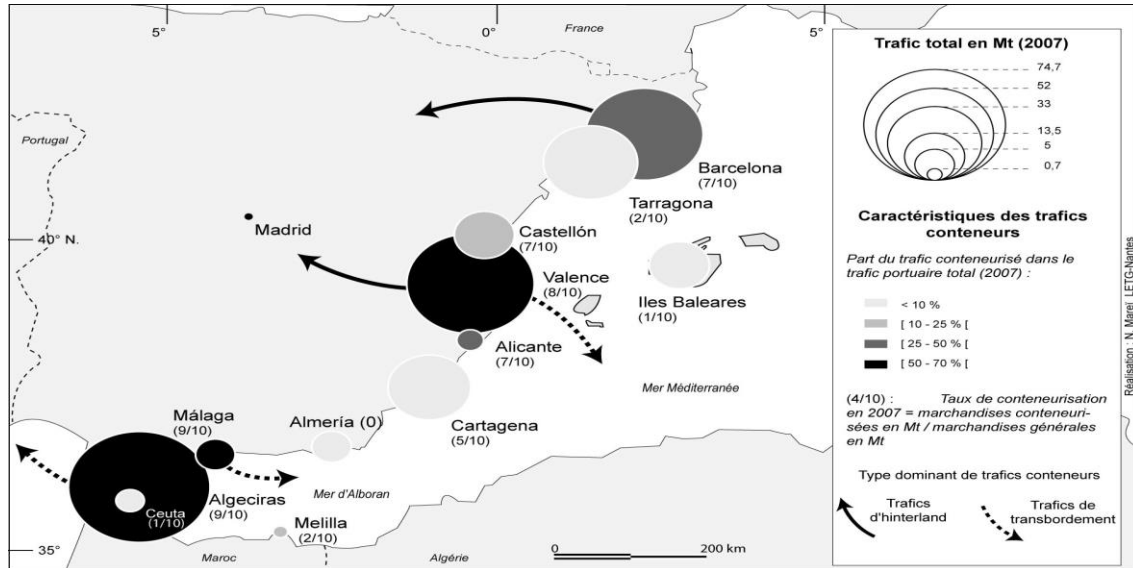 5°
0°
5°
France
Portugal
Barcelona
(7/10)
Tarragona
(2/10)
Madrid
40° N.
Castellón
(7/10)
Valence
(8/10)
Iles Baleares
(1/10)
Alicante
(7/10)
Mer Méditerranée
Málaga
(9/10)
Almería (0)
Cartagena
(5/10)
Algeciras
(9/10)
Mer d'Alboran
Ceuta
(1/10)
Melilla
(2/10)
35°
Maroc
Algérie
0
200 km
Trafic total en Mt (2007)
74,7
52
33
13,5
5
0,7
Caractéristiques des trafics
conteneurs
Part du trafic conteneurisé dans le
trafic portuaire total (2007) :
< 10 %
[ 10 - 25 % [
[ 25 - 50 % [
[ 50 - 70 % [
(4/10) : Taux de conteneurisation
en 2007 = marchandises conteneuri-
sées en Mt / marchandises générales
en Mt
Type dominant de trafics conteneurs
Trafics
d'hinterland
Trafics de
transbordement
Réalisation : N. Mareï LETG-Nantes